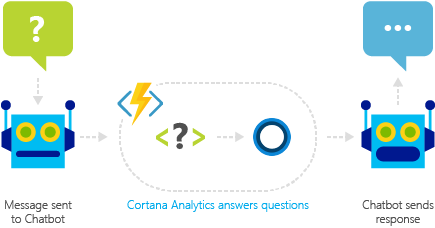 ?
...
<?>
Message sent
to Chatbot
Cortana Analytics answers questions
Chatbot sends
response